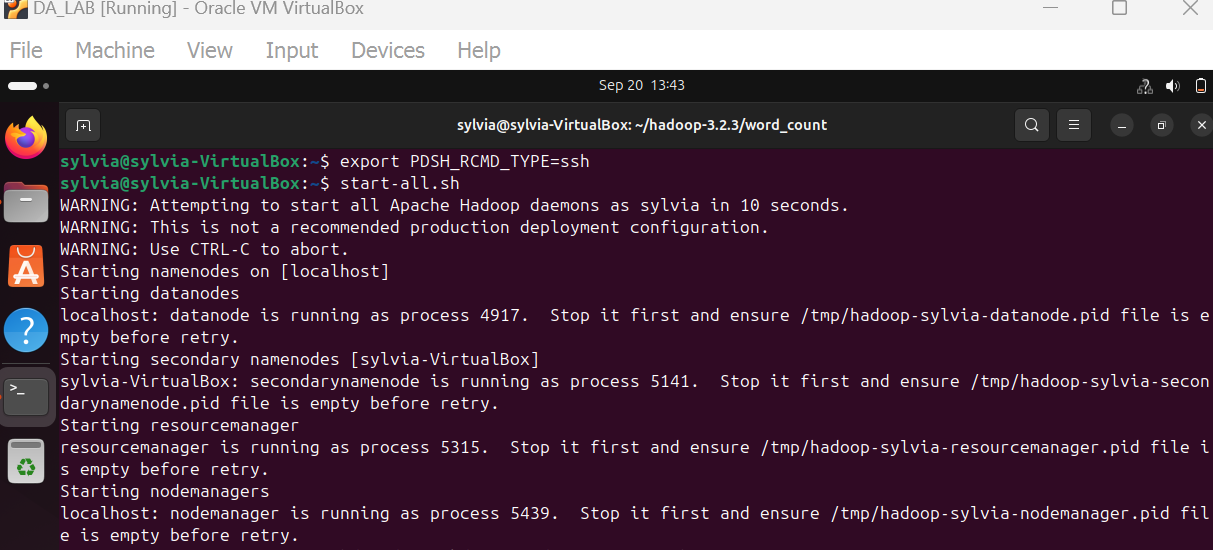 DA_LAB [Running] - Oracle VM VirtualBox
File Machine View Input Devices Help
Sep 20 13:43
sylvia@sylvia-VirtualBox: ~/hadoop-3.2.3/word_count
sylvia@sylvia-VirtualBox:~$ export PDSH_RCMD_TYPE=ssh
sylvia@sylvia-VirtualBox:~$ start-all.sh
WARNING: Attempting to start all Apache Hadoop daemons as sylvia in 10 seconds.
WARNING: This is not a recommended production deployment configuration.
WARNING: Use CTRL-C to abort.
Starting namenodes on [localhost]
Starting datanodes
localhost: datanode is running as process 4917.  Stop it first and ensure /tmp/hadoop-sylvia-datanode.pid file is e
mpty before retry.
Starting secondary namenodes [sylvia-VirtualBox]
sylvia-VirtualBox: secondarynamenode is running as process 5141.  Stop it first and ensure /tmp/hadoop-sylvia-secon
darynamenode.pid file is empty before retry.
Starting resourcemanager
resourcemanager is running as process 5315.  Stop it first and ensure /tmp/hadoop-sylvia-resourcemanager.pid file i
s empty before retry.
Starting nodemanagers
localhost: nodemanager is running as process 5439.  Stop it first and ensure /tmp/hadoop-sylvia-nodemanager.pid fil
e is empty before retry.